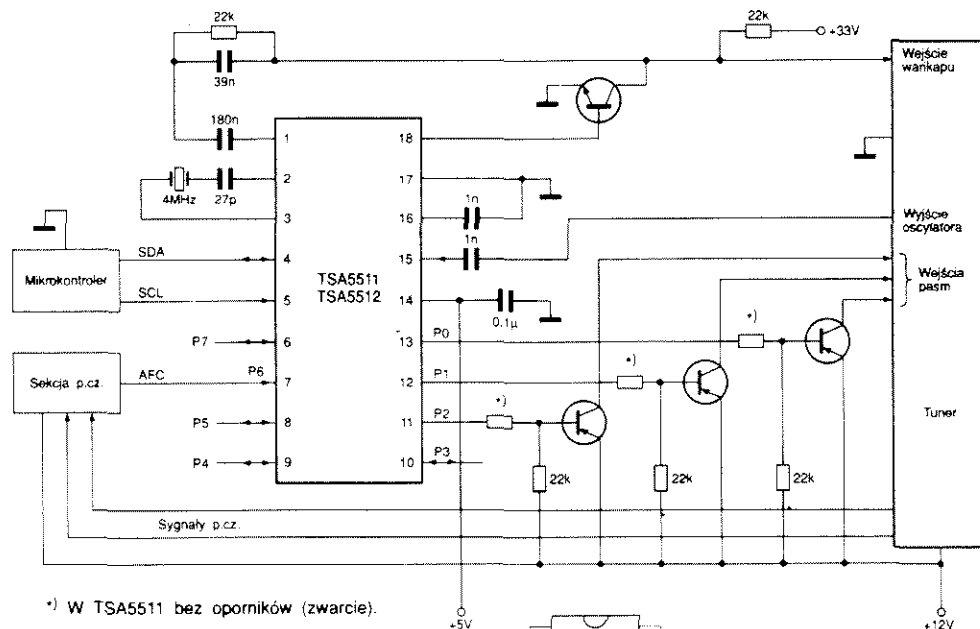 22k
39n
22k
+33V
Wejście
warikapu
180n
1
18
2
17
4MHz
27p
3
1n
16
1n
Wyjście
oscylatora
SDA
4
15
Mikrokontroler
TSA5511
TSA5512
Wejścia
pasm
SCL
5
14
0.1µ
P7
6
13
P0
*)
Sekcja p.cz.
AFC
P6
7
12
P1
*)
P5
8
11
P2
*)
Tuner
P4
9
10
P3
22k
22k
22k
Sygnały p.cz.
*) W TSA5511 bez oporników (zwarcie).
+5V
+12V